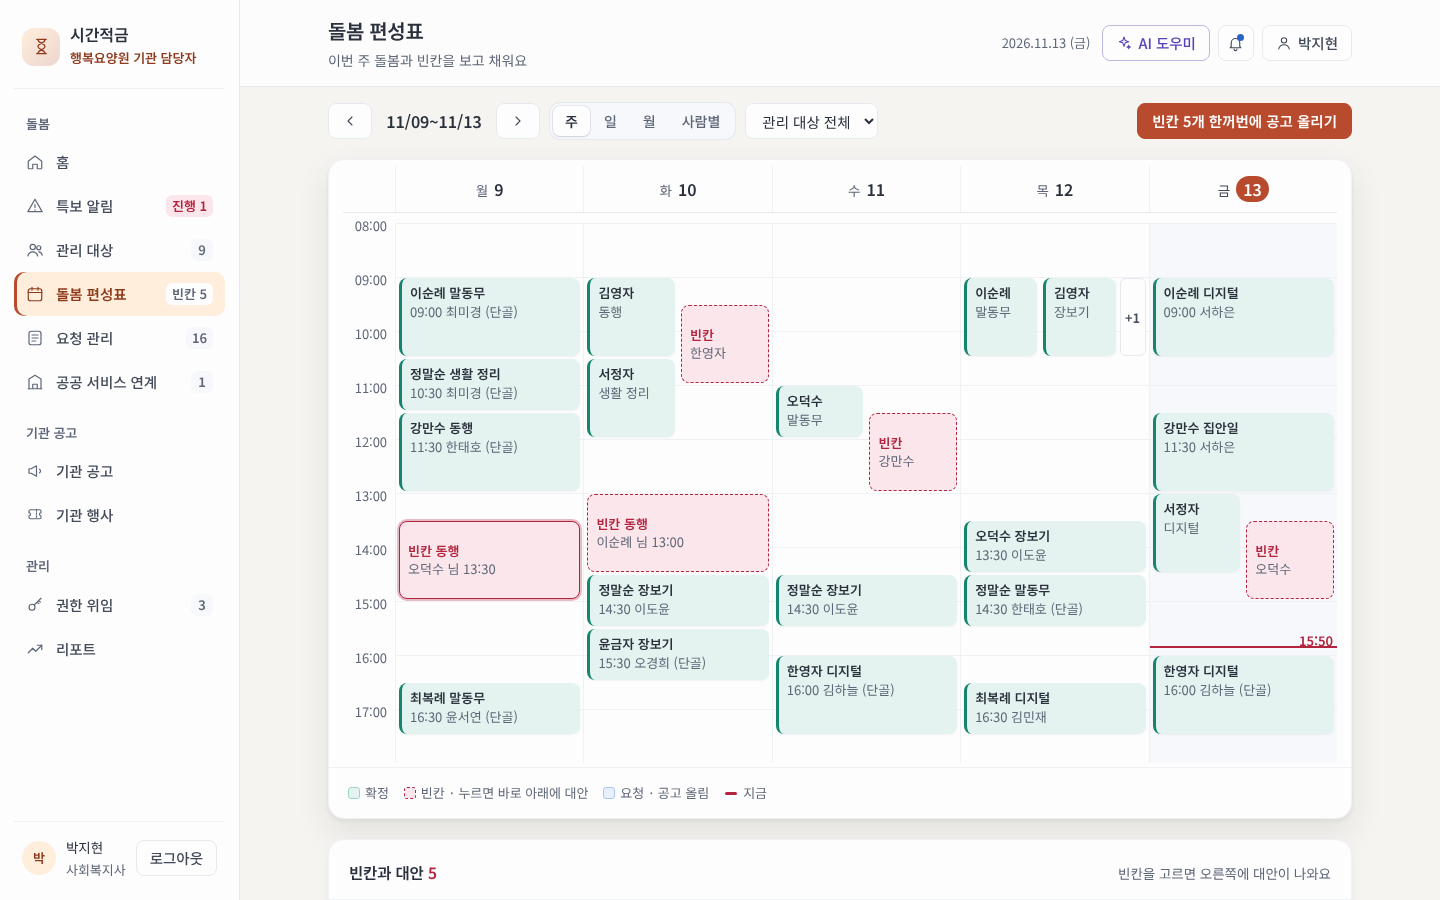 시간적금
행복요양원 기관 담당자
돌봄
홈
특보 알림
진행 1
관리 대상
9
돌봄 편성표
빈칸 5
요청 관리
16
공공 서비스 연계
1
기관 공고
기관 공고
기관 행사
관리
권한 위임
3
리포트
박
박지현
사회복지사
로그아웃
돌봄 편성표
이번 주 돌봄과 빈칸을 보고 채워요
2026.11.13 (금)
AI 도우미
박지현
11/09~11/13
주
일
월
사람별
관리 대상 전체
빈칸 5개 한꺼번에 공고 올리기
월 9
화 10
수 11
목 12
금 13
08:00
09:00
10:00
11:00
12:00
13:00
14:00
15:00
16:00
17:00
이순례 말동무
09:00 최미경 (단골)
정말순 생활 정리
10:30 최미경 (단골)
강만수 동행
11:30 한태호 (단골)
빈칸 동행
오덕수 님 13:30
최복례 말동무
16:30 윤서연 (단골)
김영자
동행
빈칸
한영자
서정자
생활 정리
빈칸 동행
이순례 님 13:00
정말순 장보기
14:30 이도윤
윤금자 장보기
15:30 오경희 (단골)
오덕수
말동무
빈칸
강만수
정말순 장보기
14:30 이도윤
한영자 디지털
16:00 김하늘 (단골)
이순례
말동무
김영자
장보기
+1
오덕수 장보기
13:30 이도윤
정말순 말동무
14:30 한태호 (단골)
최복례 디지털
16:30 김민재
이순례 디지털
09:00 서하은
강만수 집안일
11:30 서하은
서정자
디지털
빈칸
오덕수
15:50
한영자 디지털
16:00 김하늘 (단골)
확정
빈칸 · 누르면 바로 아래에 대안
요청 · 공고 올림
지금
빈칸과 대안 5
빈칸을 고르면 오른쪽에 대안이 나와요